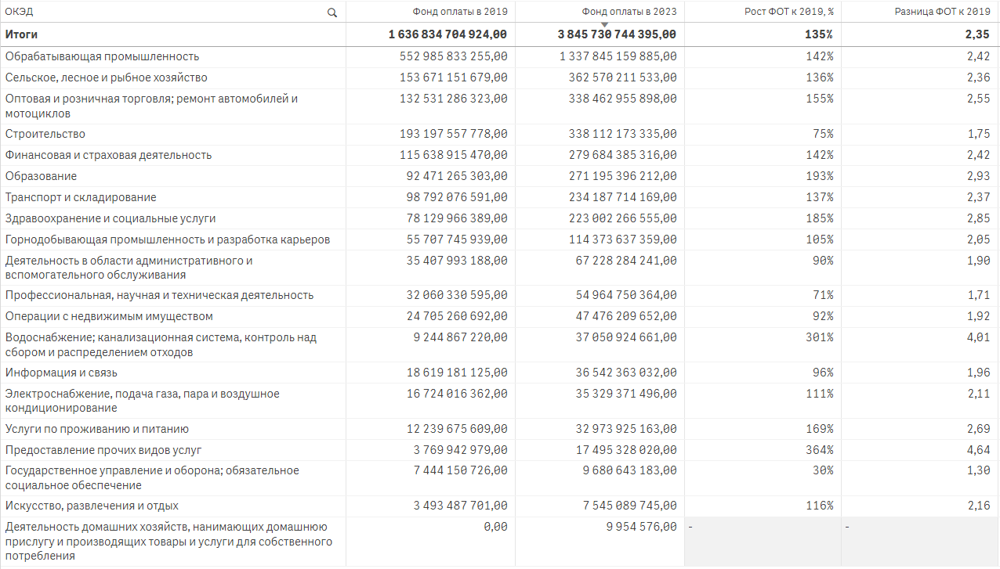 ОКЭД Фонд оплаты в 2019 Фонд оплаты в 2023 Рост ФОТ к 2019, % Разница ФОТ к 2019
Итоги 1 636 834 704 924,00 3 845 730 744 395,00 135% 2,35
Обрабатывающая промышленность 552 985 833 255,00 1 337 845 159 885,00 142% 2,42
Сельское, лесное и рыбное хозяйство 153 671 151 679,00 362 570 211 533,00 136% 2,36
Оптовая и розничная торговля; ремонт автомобилей и 132 531 286 323,00 338 462 955 898,00 155% 2,55
мотоциклов
Строительство 193 197 557 778,00 338 112 173 335,00 75% 1,75
Финансовая и страховая деятельность 115 638 915 470,00 279 684 385 316,00 142% 2,42
Образование 92 471 265 303,00 271 195 396 212,00 193% 2,93
Транспорт и складирование 98 792 076 591,00 234 187 714 169,00 137% 2,37
Здравоохранение и социальные услуги 78 129 966 389,00 223 002 266 555,00 185% 2,85
Горнодобывающая промышленность и разработка карьеров 55 707 745 939,00 114 373 637 359,00 105% 2,05
Деятельность в области административного и 35 407 993 188,00 67 228 284 241,00 90% 1,90
вспомогательного обслуживания
Профессиональная, научная и техническая деятельность 32 060 330 595,00 54 964 750 364,00 71% 1,71
Операции с недвижимым имуществом 24 705 260 692,00 47 476 209 652,00 92% 1,92
Водоснабжение; канализационная система, контроль над 9 244 867 220,00 37 050 924 661,00 301% 4,01
сбором и распределением отходов
Информация и связь 18 619 181 125,00 36 542 363 032,00 96% 1,96
Электроснабжение, подача газа, пара и воздушное 16 724 016 362,00 35 329 371 496,00 111% 2,11
кондиционирование
Услуги по проживанию и питанию 12 239 675 609,00 32 973 925 163,00 169% 2,69
Предоставление прочих видов услуг 3 769 942 979,00 17 495 328 020,00 364% 4,64
Государственное управление и оборона; обязательное 7 444 150 726,00 9 680 643 183,00 30% 1,30
социальное обеспечение
Искусство, развлечения и отдых 3 493 487 701,00 7 545 089 745,00 116% 2,16
Деятельность домашних хозяйств, нанимающих домашнюю 0,00 9 954 576,00 - -
прислугу и производящих товары и услуги для собственного
потребления